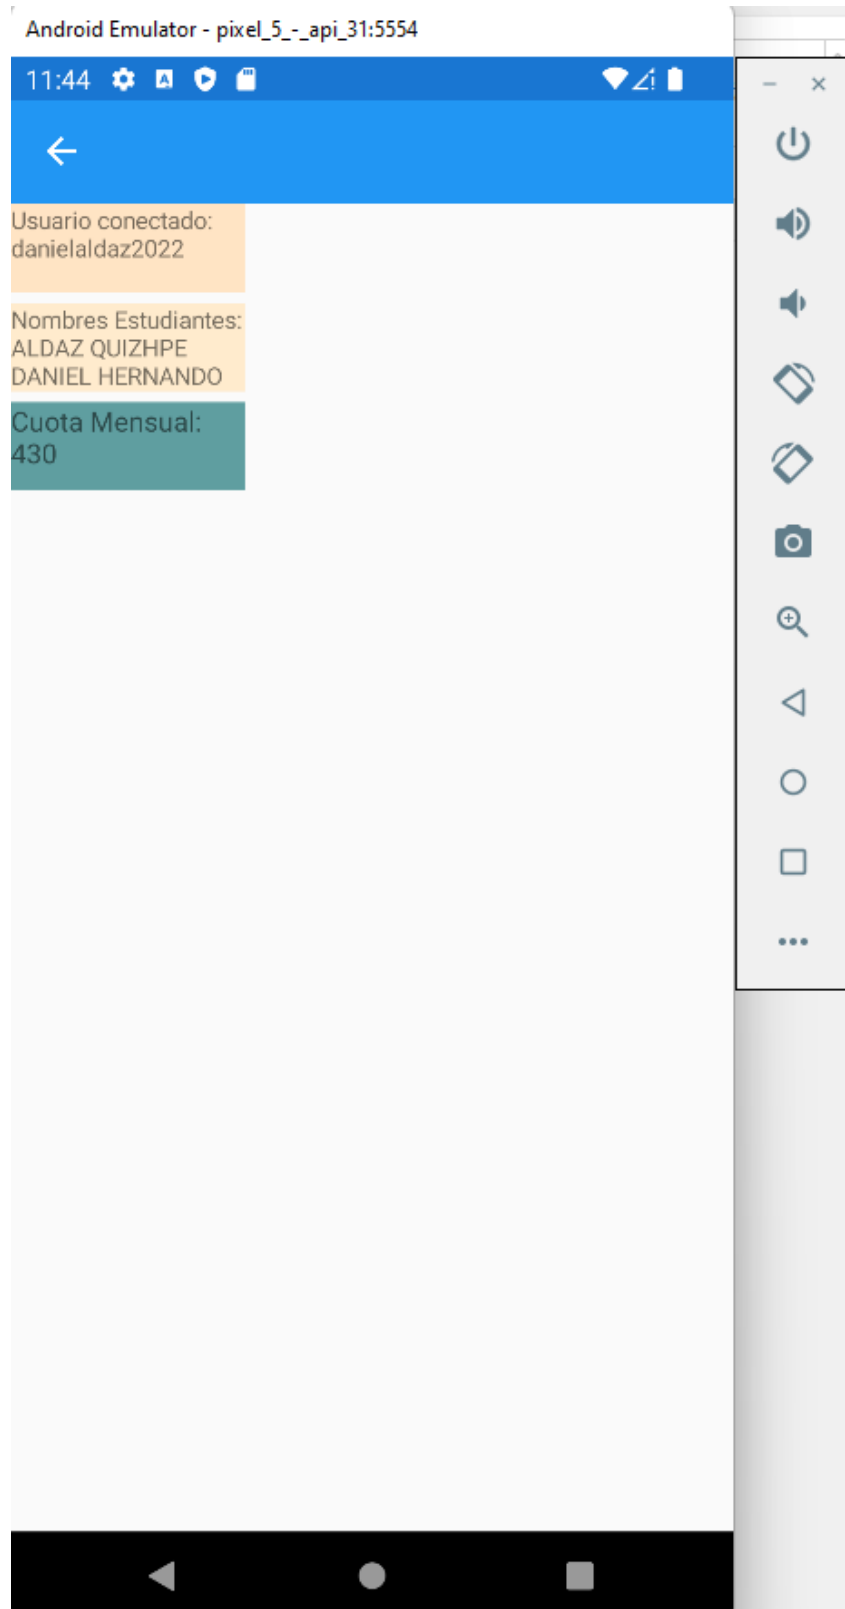 Android Emulator - pixel_5_-_api_31:5554
11:44
Usuario conectado:
danielaldaz2022
Nombres Estudiantes:
ALDAZ QUIZHPE
DANIEL HERNANDO
Cuota Mensual:
430